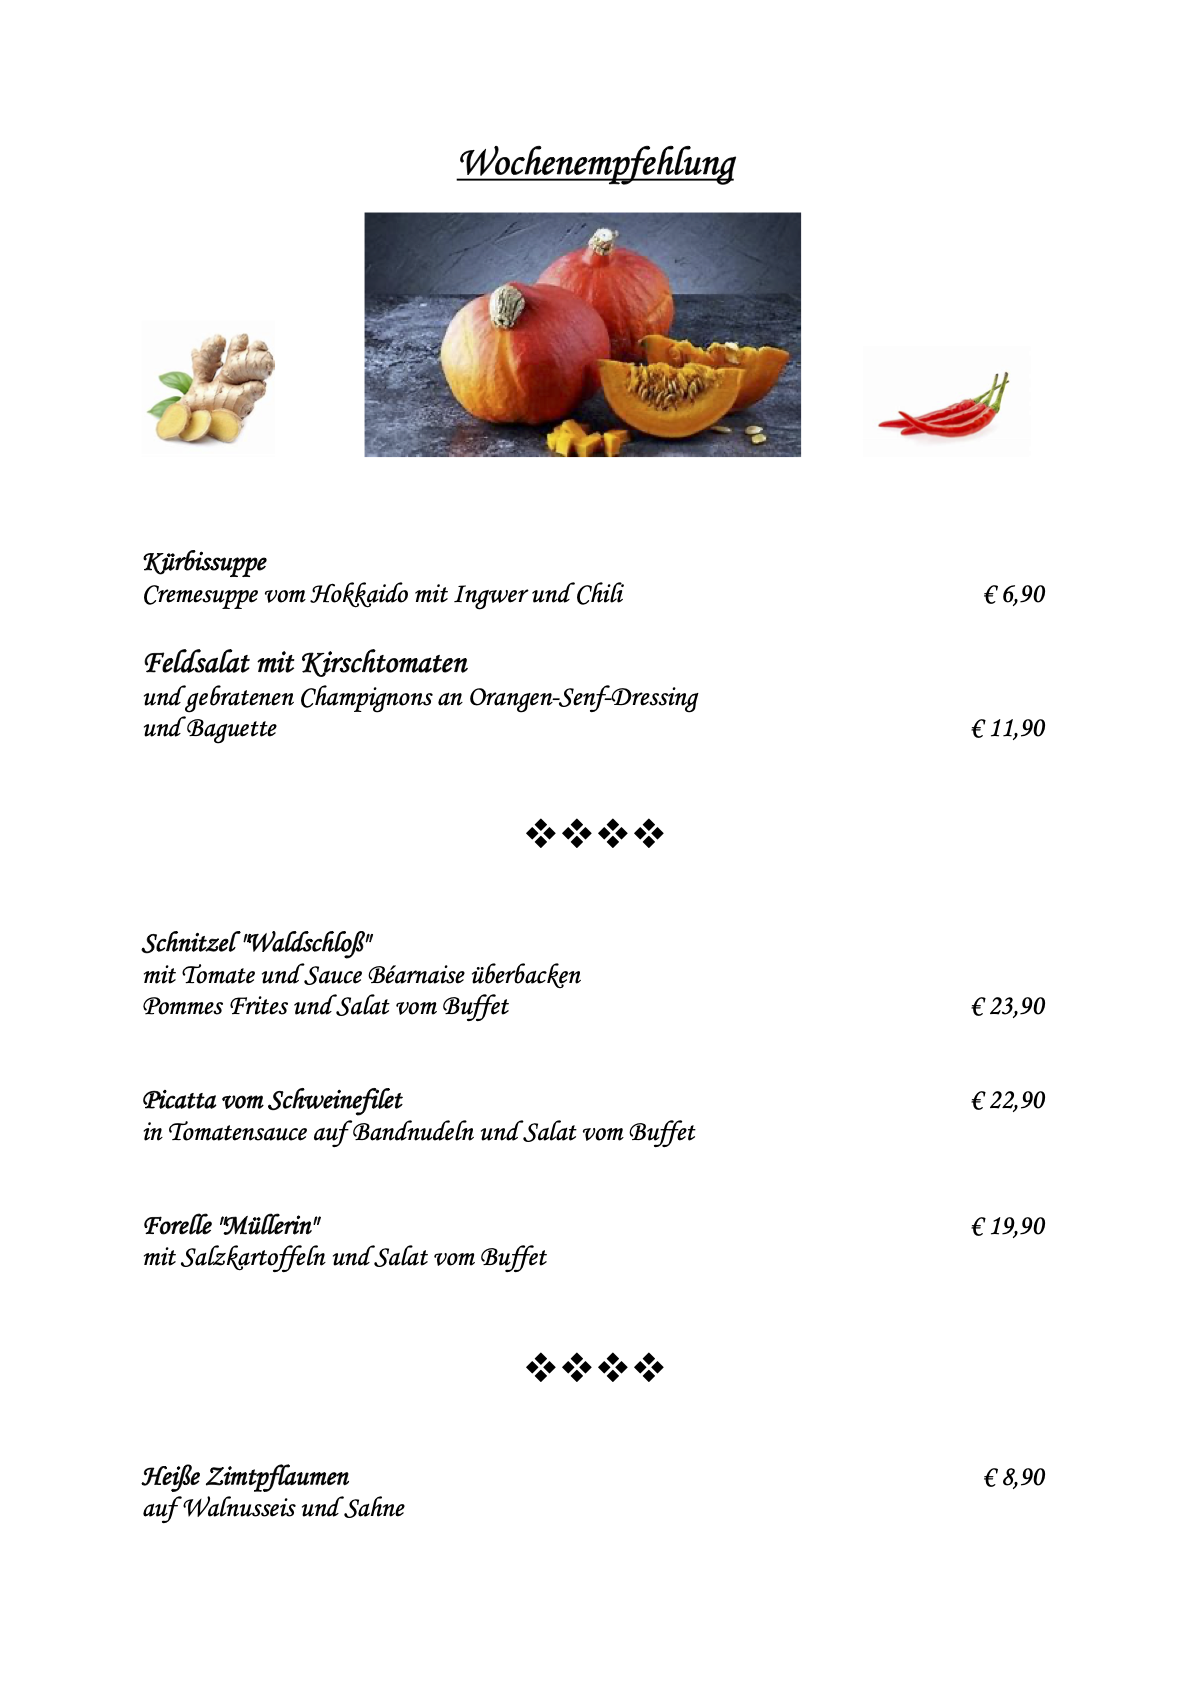 Wochenempfehlung
Kürbissuppe
Cremesuppe vom Hokkaido mit Ingwer und Chili € 6,90
Feldsalat mit Kirschtomaten
und gebratenen Champignons an Orangen-Senf-Dressing
und Baguette € 11,90
❖❖❖❖
Schnitzel "Waldschloß"
mit Tomate und Sauce Béarnaise überbacken
Pommes Frites und Salat vom Buffet € 23,90
Picatta vom Schweinefilet € 22,90
in Tomatensauce auf Bandnudeln und Salat vom Buffet
Forelle "Müllerin" € 19,90
mit Salzkartoffeln und Salat vom Buffet
❖❖❖❖
Heiße Zimtpflaumen € 8,90
auf Walnusseis und Sahne